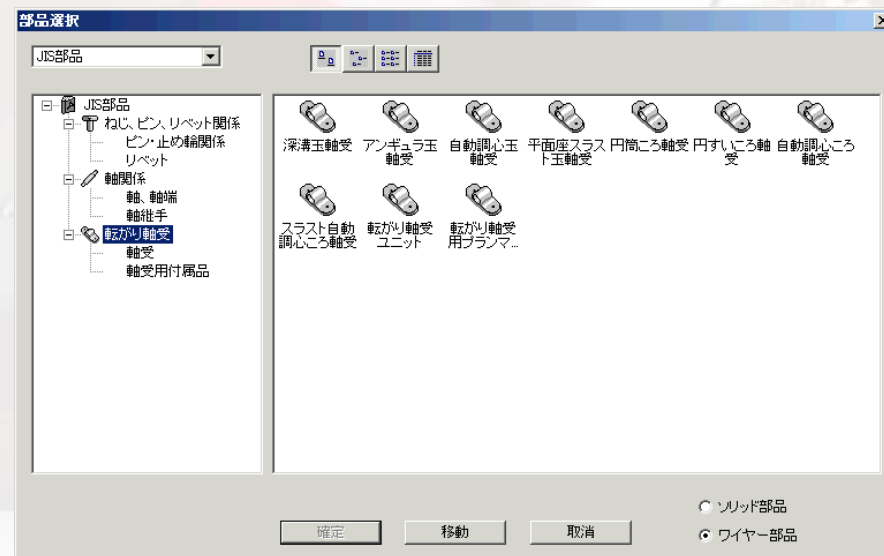 部品選択
JIS部品
JIS部品
ねじ、ピン、リベット関係
ピン・止め輪関係
リベット
軸関係
軸、軸端
軸継手
転がり軸受
軸受
軸受用付属品
深溝玉軸受
アンギュラ玉
軸受
自動調心玉
軸受
平面座スラス
ト玉軸受
円筒ころ軸受
円すいころ軸
受
自動調心ころ
軸受
スラスト自動
調心ころ軸受
転がり軸受
ユニット
転がり軸受
用プランマ...
ソリッド部品
ワイヤー部品
確定
移動
取消